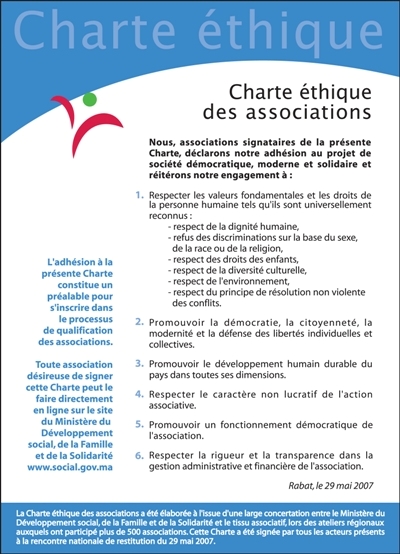 Charte éthique
Charte éthique
des associations
Nous, associations signataires de la présente
Charte, déclarons notre adhésion au projet de
société démocratique, moderne et solidaire et
réitérons notre engagement à :
1. Respecter les valeurs fondamentales et les droits de
la personne humaine tels qu'ils sont universellement
reconnus :
- respect de la dignité humaine,
- refus des discriminations sur la base du sexe,
de la race ou de la religion,
- respect des droits des enfants,
- respect de la diversité culturelle,
- respect de l'environnement,
- respect du principe de résolution non violente
des conflits.
2. Promouvoir la démocratie, la citoyenneté, la
modernité et la défense des libertés individuelles et
collectives.
3. Promouvoir le développement humain durable du
pays dans toutes ses dimensions.
4. Respecter le caractère non lucratif de l'action
associative.
5. Promouvoir un fonctionnement démocratique de
l'association.
6. Respecter la rigueur et la transparence dans la
gestion administrative et financière de l'association.
Rabat, le 29 mai 2007
L'adhésion à la
présente Charte
constitue un
préalable pour
s'inscrire dans
le processus
de qualification
des associations.
Toute association
désireuse de signer
cette Charte peut le
faire directement
en ligne sur le site
du Ministère du
Développement
social, de la Famille
et de la Solidarité
www.social.gov.ma
La Charte éthique des associations a été élaborée à l'issue d'une large concertation entre le Ministère du
Développement social, de la Famille et de la Solidarité et le tissu associatif, lors des ateliers régionaux
auxquels ont participé plus de 500 associations. Cette Charte a été signée par tous les acteurs présents
à la rencontre nationale de restitution du 29 mai 2007.